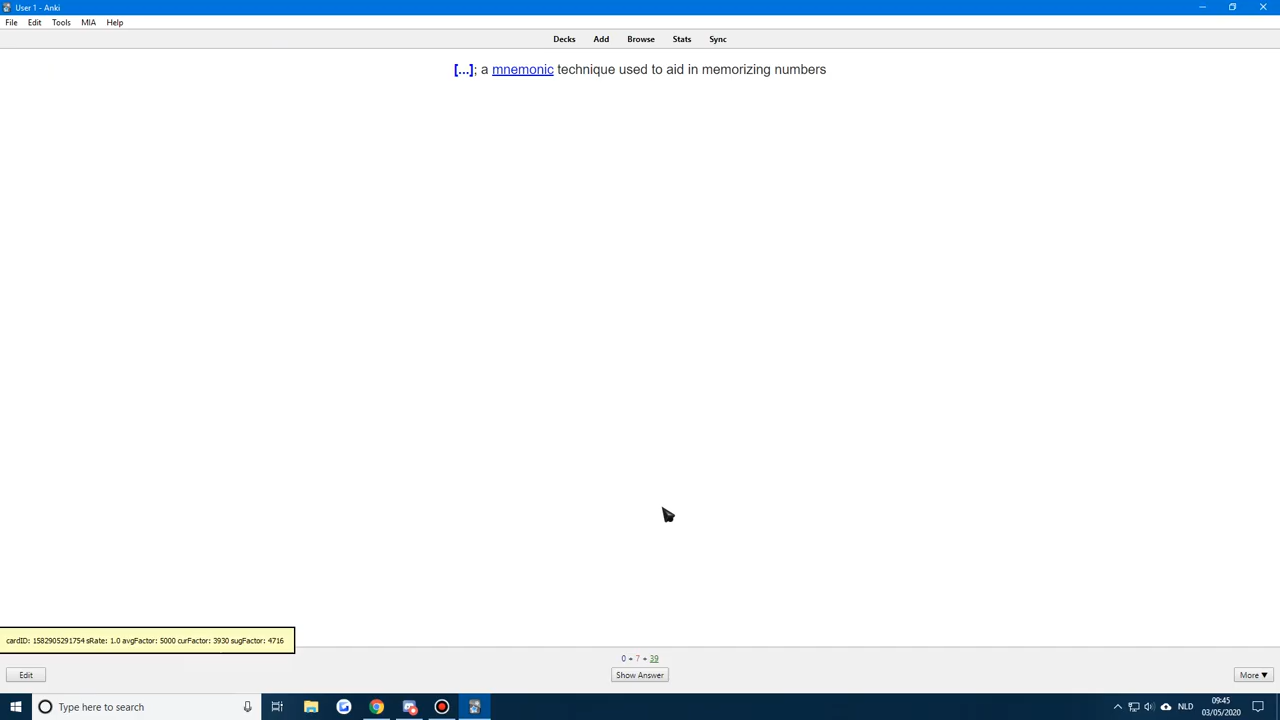 User 1 - Anki
File Edit Tools MIA Help
Decks Add Browse Stats Sync
[...]; a mnemonic technique used to aid in memorizing numbers
cardID: 1582905291754 sRate: 1.0 avgFactor: 5000 curFactor: 3930 sugFactor: 4716
0 + 7 + 39
Edit Show Answer More ▼
Type here to search NLD 09:45
03/05/2020